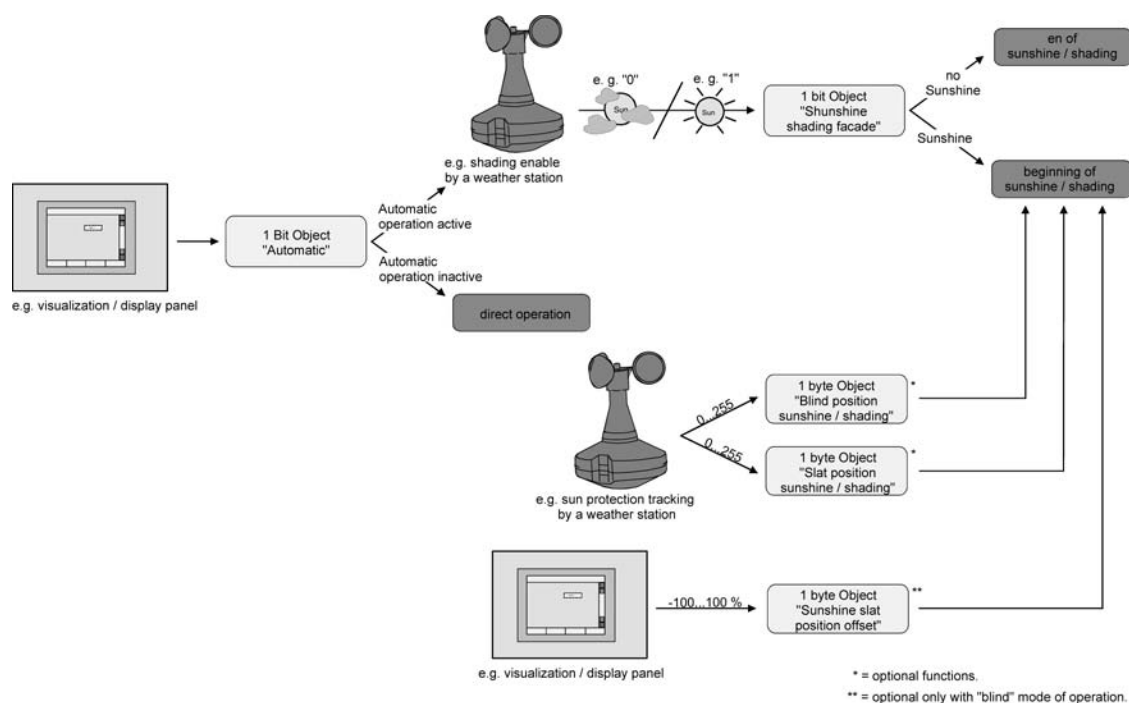 en of
sunshine / shading
e. g. "0"
e. g. "1"
no
Sunshine
Sun
Sun
1 bit Object
"Shunshine
shading facade"
Sunshine
e.g. shading enable
by a weather station
beginning of
sunshine / shading
Automatic
operation active
1 Bit Object
"Automatic"
Automatic
operation inactive
e.g. visualization / display panel
direct operation
0...255
1 byte Object
"Blind position
sunshine / shading"
*
0...255
1 byte Object
"Slat position
sunshine / shading"
*
e.g. sun protection tracking
by a weather station
-100...100 %
1 byte Object
"Sunshine slat
position offset"
**
e.g. visualization / display panel
* = optional functions.
** = optional only with "blind" mode of operation.